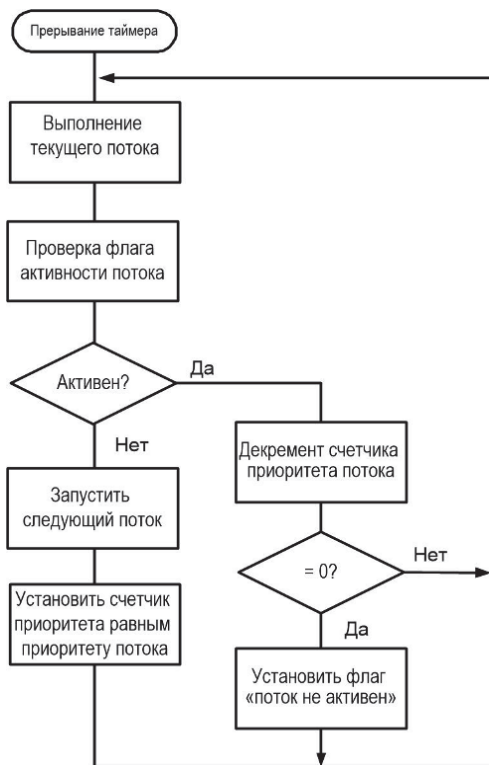 Прерывание таймера
Выполнение
текущего потока
Проверка флага
активности потока
Активен?
Да
Нет
Декремент счетчика
приоритета потока
Запустить
следующий поток
= 0?
Нет
Установить счетчик
приоритета равным
приоритету потока
Да
Установить флаг
«поток не активен»